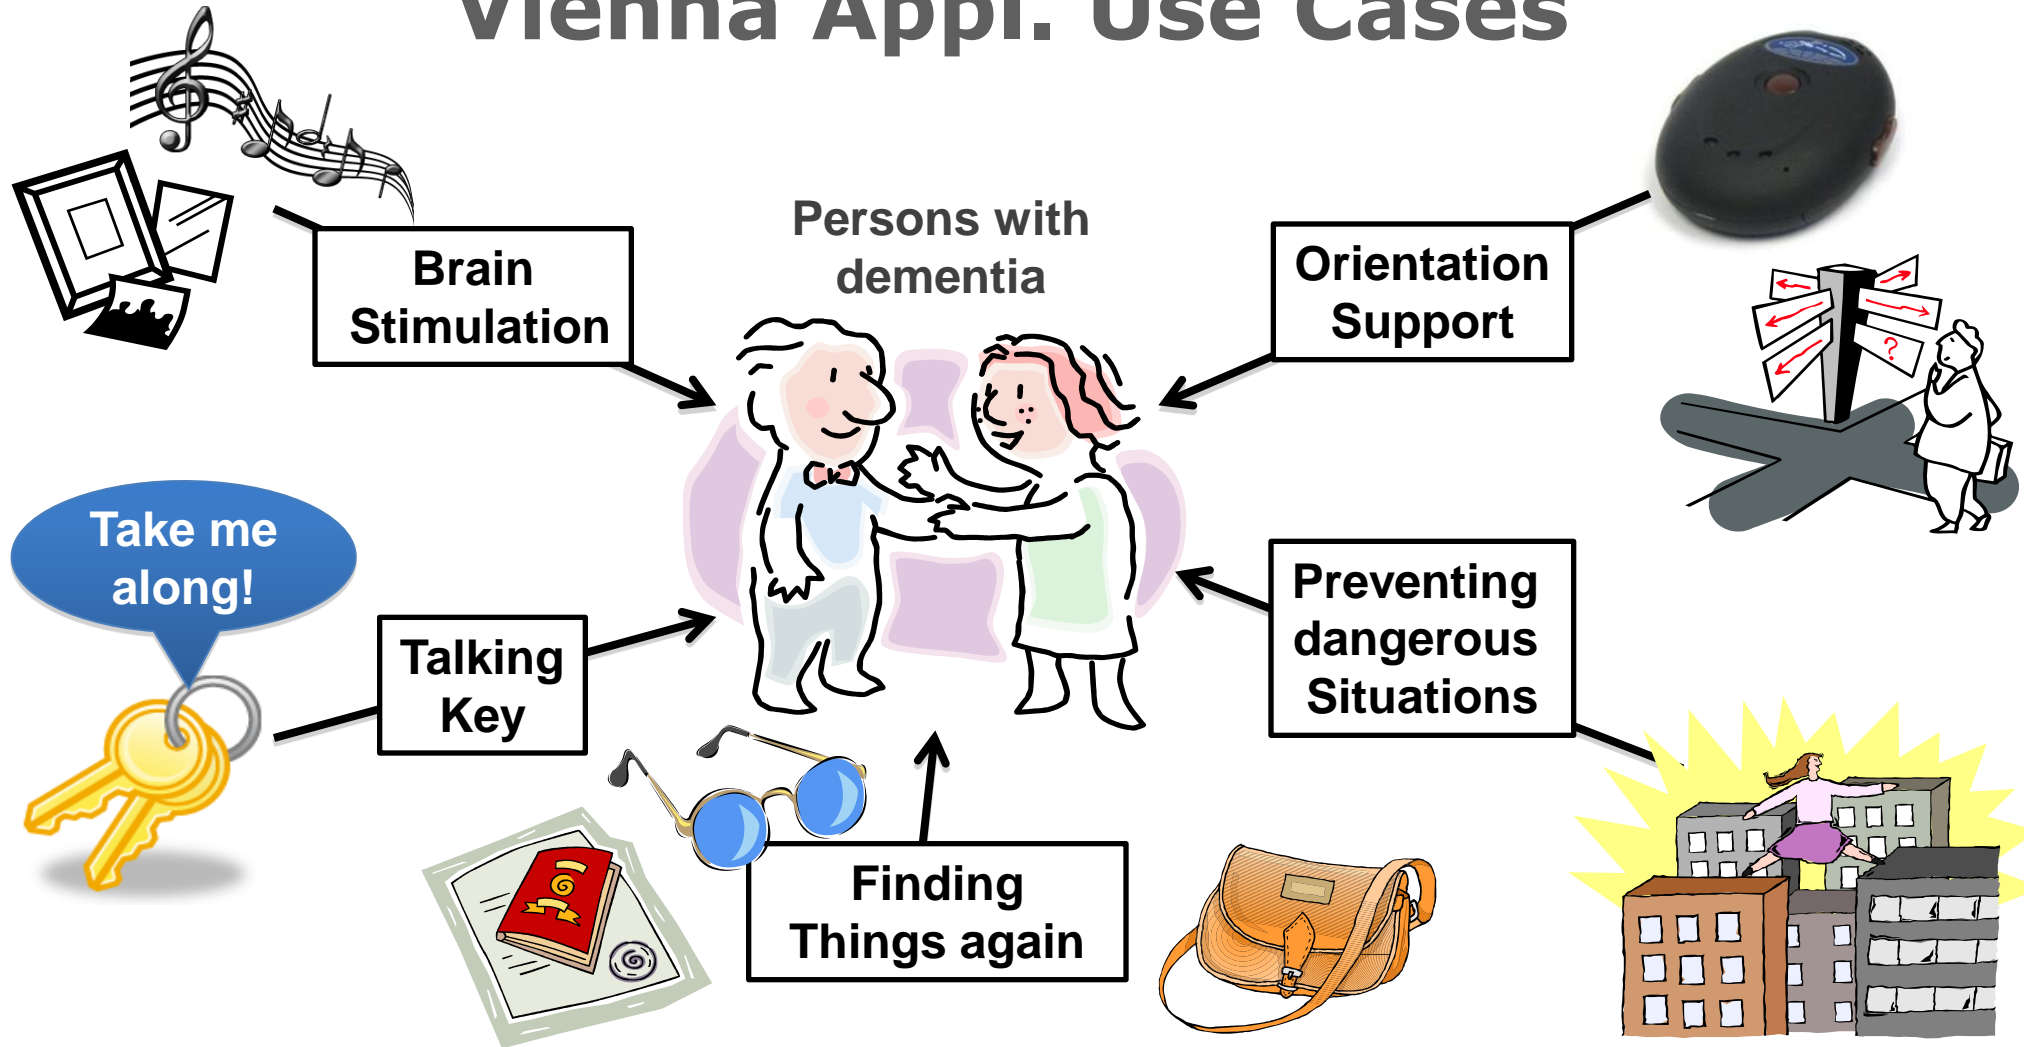 Vienna Appl. Use Cases
Persons with
dementia
Brain
Stimulation
Orientation
Support
?
Take me
along!
Talking
Key
Preventing
dangerous
Situations
Finding
Things again